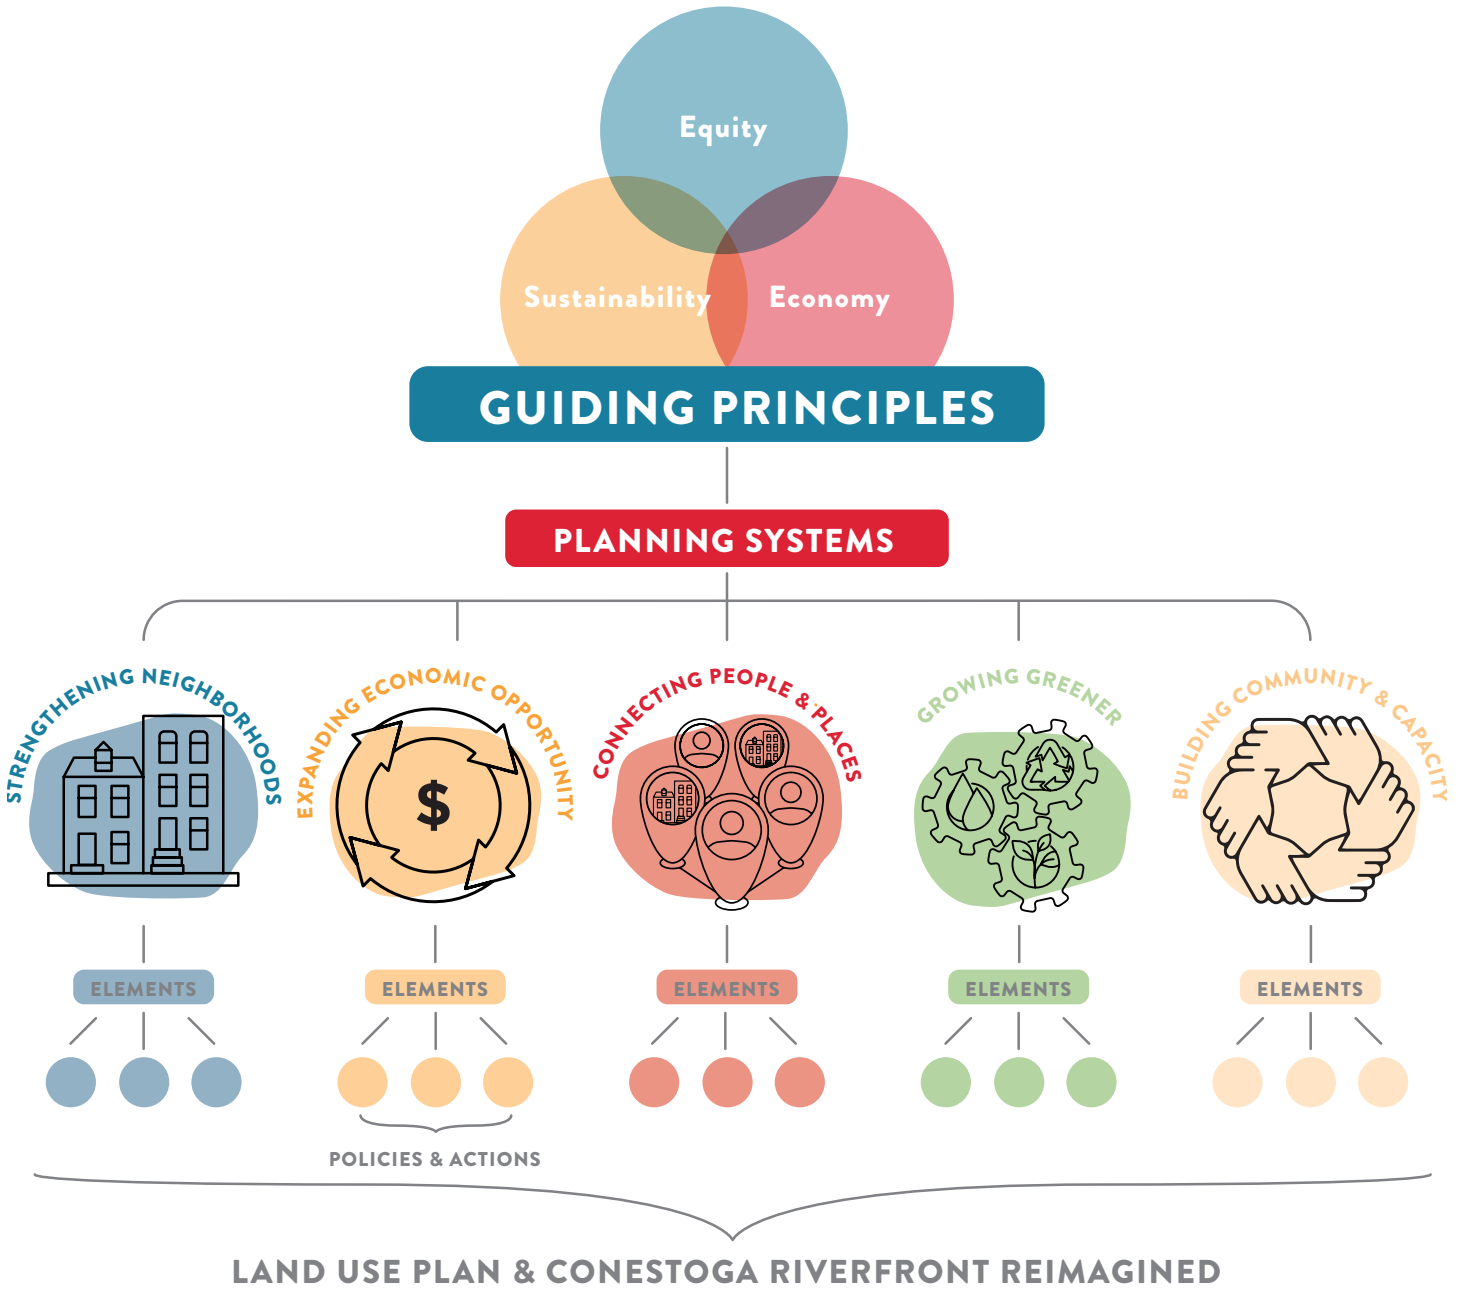 Equity
Sustainability
Economy
GUIDING PRINCIPLES
PLANNING SYSTEMS
STRENGTHENING NEIGHBORHOODS
EXPANDING ECONOMIC OPPORTUNITY
CONNECTING PEOPLE & PLACES
GROWING GREENER
BUILDING COMMUNITY & CAPACITY
$
ELEMENTS
ELEMENTS
ELEMENTS
ELEMENTS
ELEMENTS
POLICIES & ACTIONS
LAND USE PLAN & CONESTOGA RIVERFRONT REIMAGINED